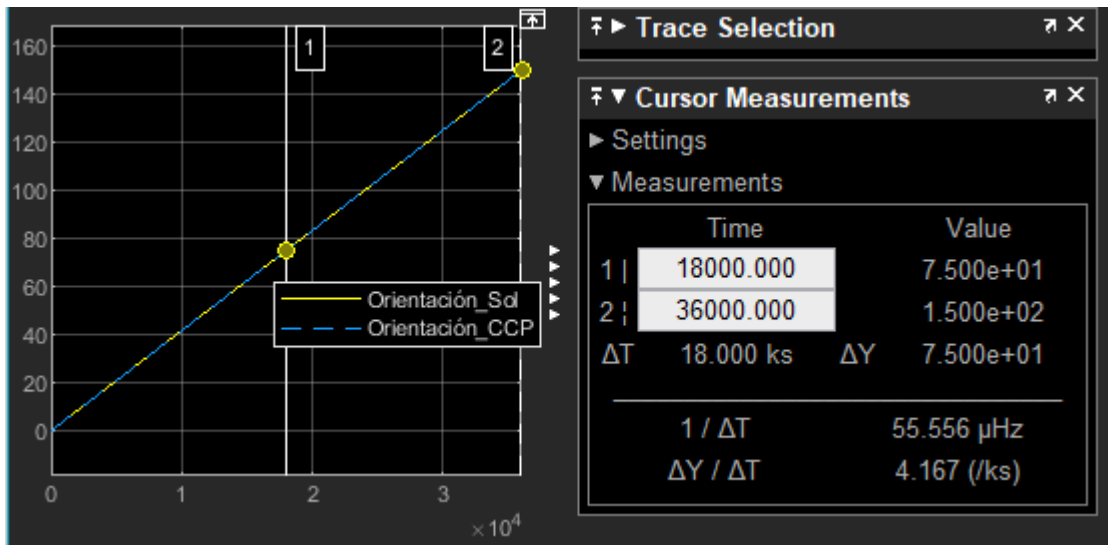 160
140
120
100
80
60
40
20
0
1
2
Orientación_Sol
Orientación_CCP
0 1 2 3
×10⁴
Trace Selection
Cursor Measurements
Settings
Measurements
Time Value
1 | 18000.000 7.500e+01
2 ¦ 36000.000 1.500e+02
ΔT 18.000 ks ΔY 7.500e+01
1 / ΔT 55.556 µHz
ΔY / ΔT 4.167 (/ks)